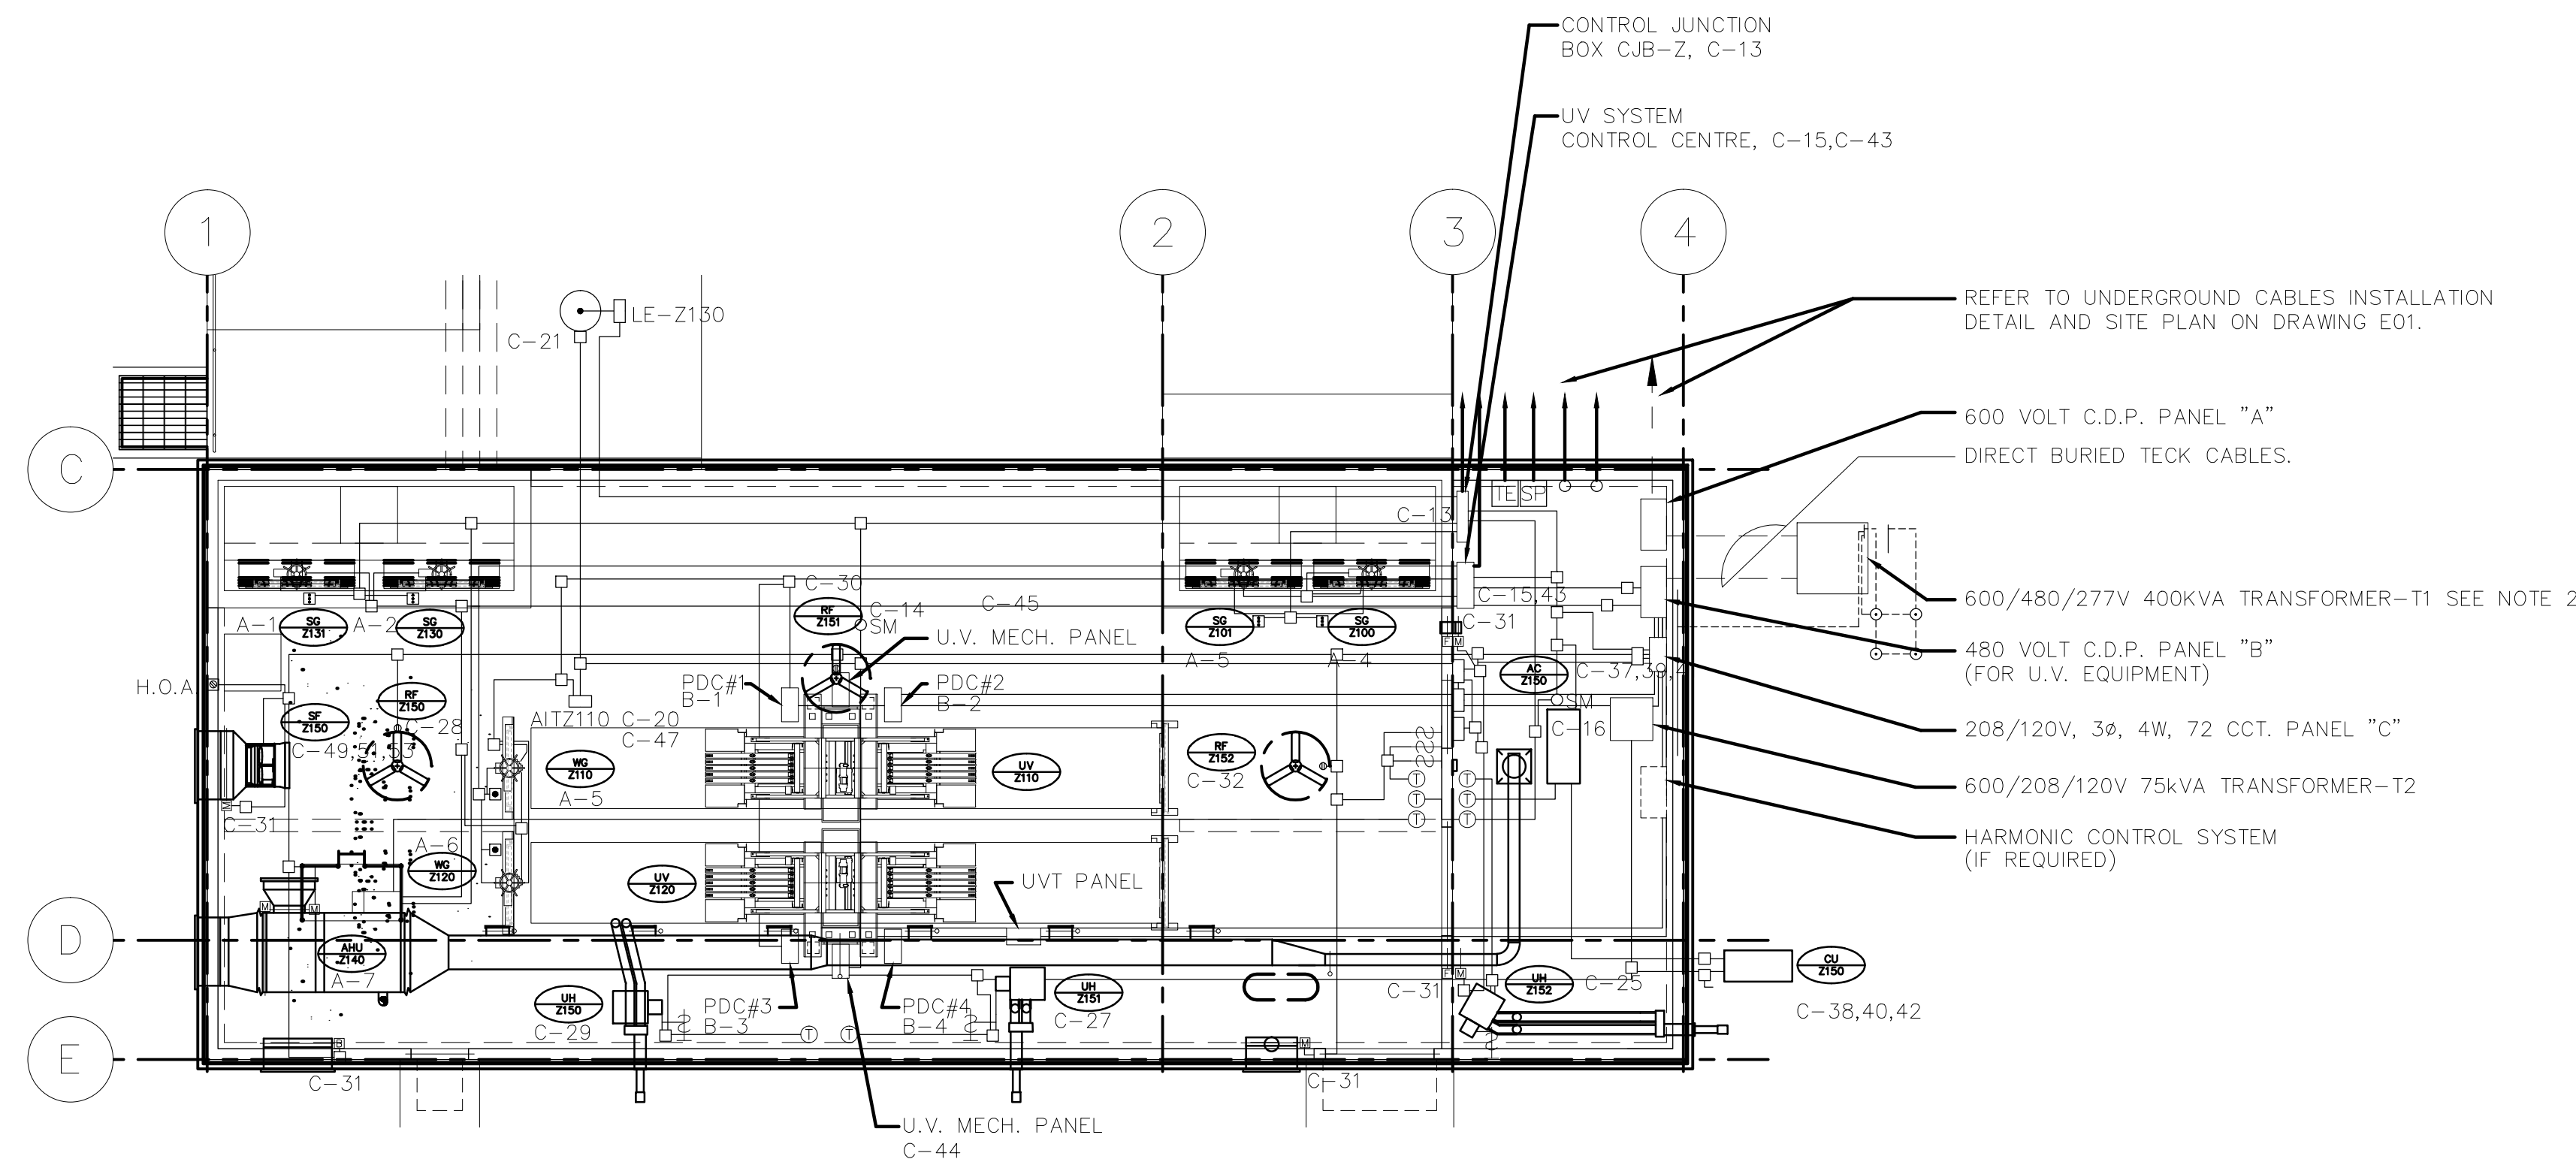 CONTROL JUNCTION
BOX CJB-Z, C-13
UV SYSTEM
CONTROL CENTRE, C-15,C-43
1
2
3
4
REFER TO UNDERGROUND CABLES INSTALLATION
DETAIL AND SITE PLAN ON DRAWING E01.
LE-Z130
C-21
600 VOLT C.D.P. PANEL "A"
DIRECT BURIED TECK CABLES.
C
TE SP
C-13
C-30
C-14
C-45
C-15,43
600/480/277V 400KVA TRANSFORMER-T1 SEE NOTE 2
A-1
SG
Z131
A-2
SG
Z130
RF
Z151
SM
U.V. MECH. PANEL
SG
Z101
SG
Z100
C-31
F M
A-5
A-4
480 VOLT C.D.P. PANEL "B"
(FOR U.V. EQUIPMENT)
H.O.A.
RF
Z150
PDC#1
B-1
PDC#2
B-2
AC
Z150
C-37,39,4
SM
SF
Z150
C-28
C-49,51,53
AITZ110
C-20
C-47
C-16
208/120V, 3ø, 4W, 72 CCT. PANEL "C"
WG
Z110
A-5
UV
Z110
RF
Z152
C-32
S
S
S
T
T
T
T
T
T
600/208/120V 75kVA TRANSFORMER-T2
M
C-31
A-6
WG
Z120
UV
Z120
UVT PANEL
HARMONIC CONTROL SYSTEM
(IF REQUIRED)
M
M
D
AHU
Z140
A-7
UH
Z150
C-29
PDC#3
B-3
PDC#4
B-4
UH
Z151
C-27
F M
C-31
UH
Z152
C-25
CU
Z150
C-38,40,42
T
T
E
M
C-31
C-31
U.V. MECH. PANEL
C-44